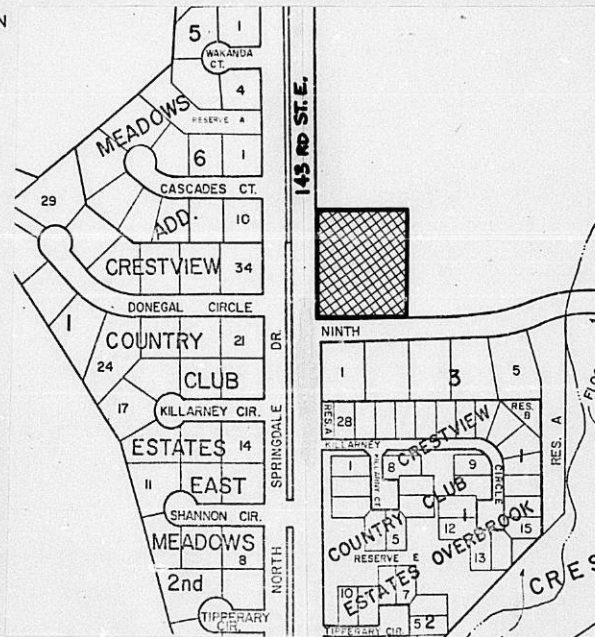 N
5
1
WAKANDA
CT.
4
RESERVE A
MEADOWS
6
1
CASCADES CT.
29
ADD.
10
CRESTVIEW
34
DONEGAL CIRCLE
1
COUNTRY
21
24
CLUB
17
KILLARNEY CIR.
ESTATES
14
11
EAST
SHANNON CIR.
MEADOWS
8
2nd
TIPPERARY
CIR.
NORTH SPRINGDALE DR.
143 RD ST. E.
NINTH
1
3
5
RES. A
28
RES.
B
RES. A
KILLARNEY
CRESTVIEW
1
8
9
1
KILLARNEY CT.
CIRCLE
COUNTRY CLUB
1
5
12
15
OVERBROOK
13
RESERVE E
ESTATES
10
7
5
2
TIPPERARY CIR.
CRES
FLO